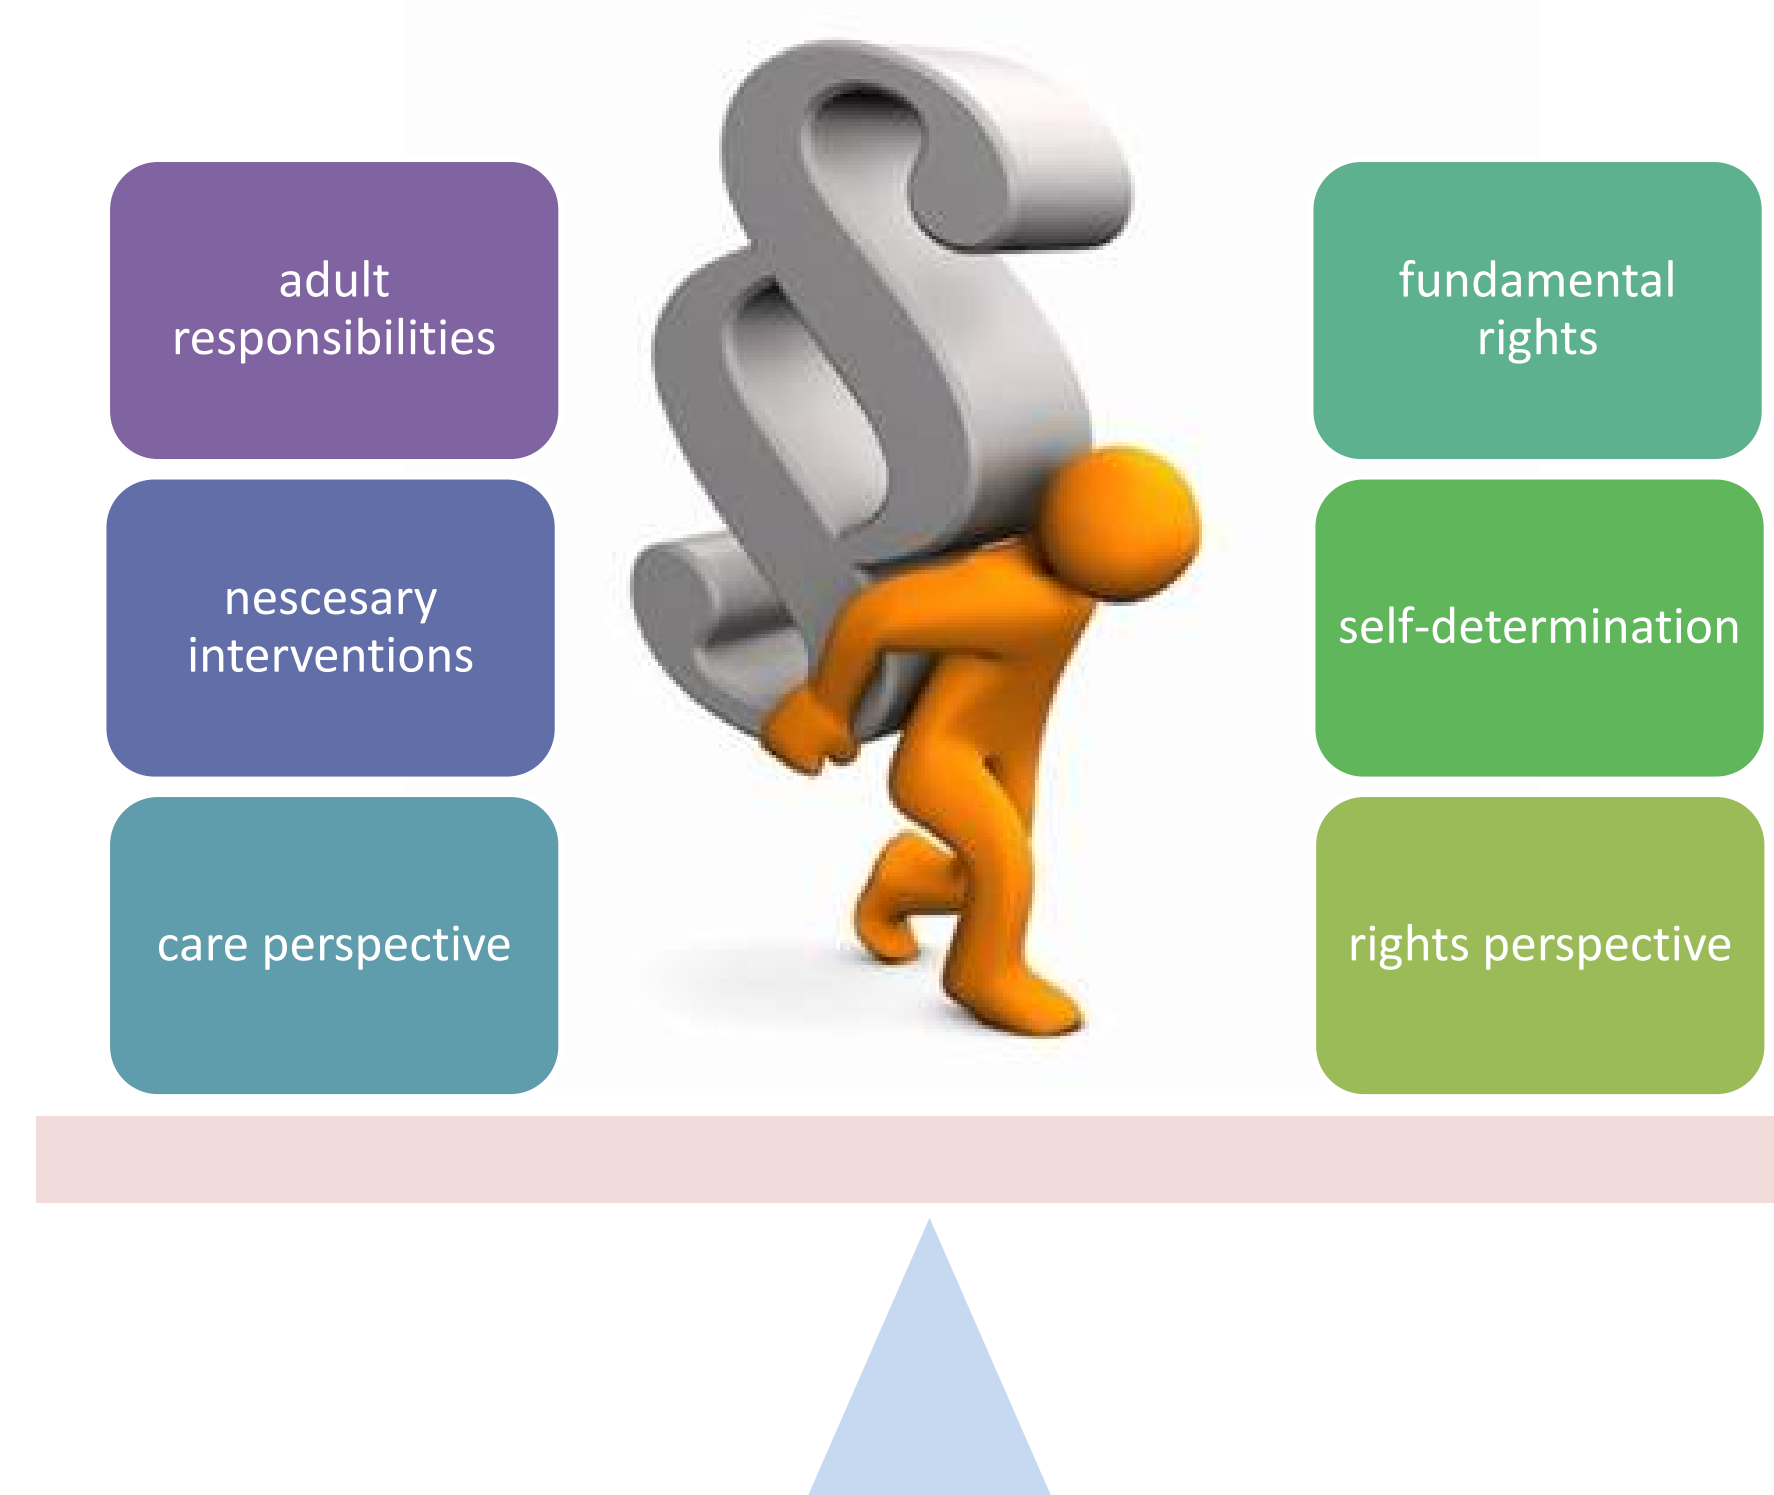 adult
responsibilities
nescesary
interventions
care perspective
§
fundamental
rights
self-determination
rights perspective